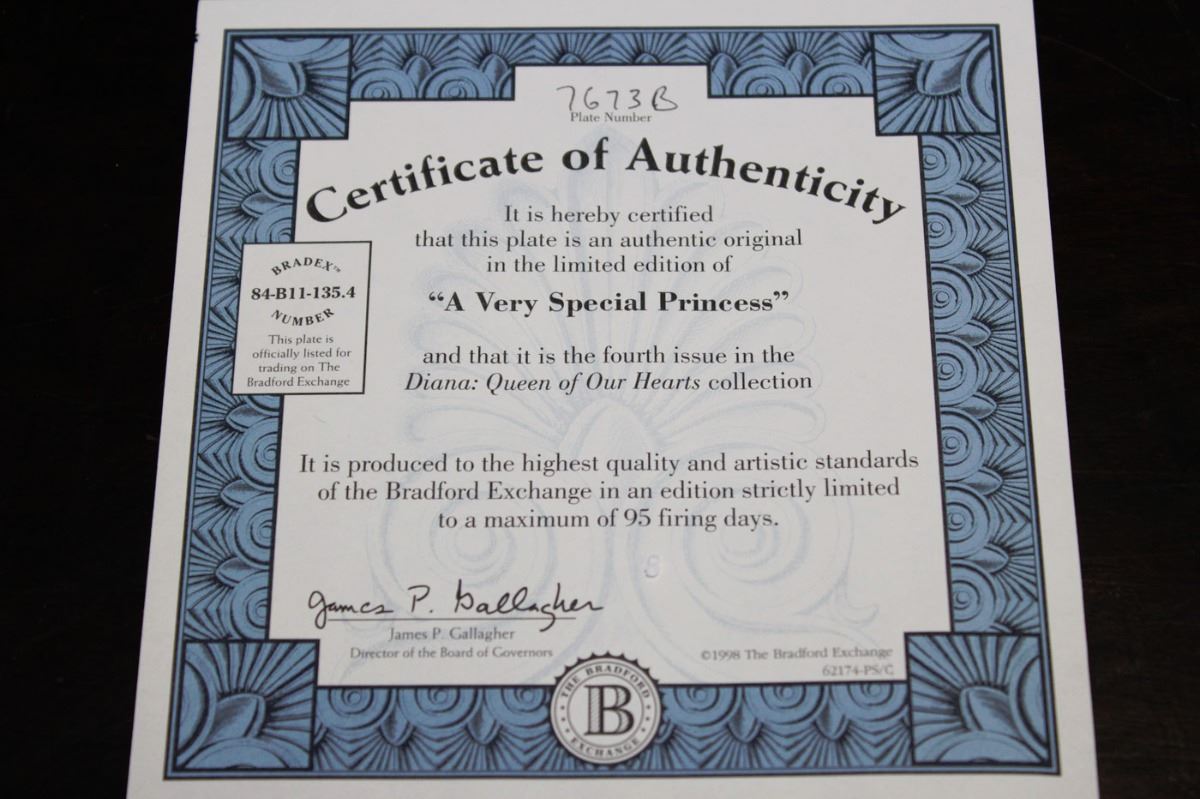 7673B
Plate Number
Certificate of Authenticity
It is hereby certified
that this plate is an authentic original
in the limited edition of
“A Very Special Princess”
and that it is the fourth issue in the
Diana: Queen of Our Hearts collection
BRADEX™
84-B11-135.4
NUMBER
This plate is
officially listed for
trading on The
Bradford Exchange
It is produced to the highest quality and artistic standards
of the Bradford Exchange in an edition strictly limited
to a maximum of 95 firing days.
James P. Gallagher
James P. Gallagher
Director of the Board of Governors
©1998 The Bradford Exchange
62174-PS/C
THE BRADFORD
B
EXCHANGE